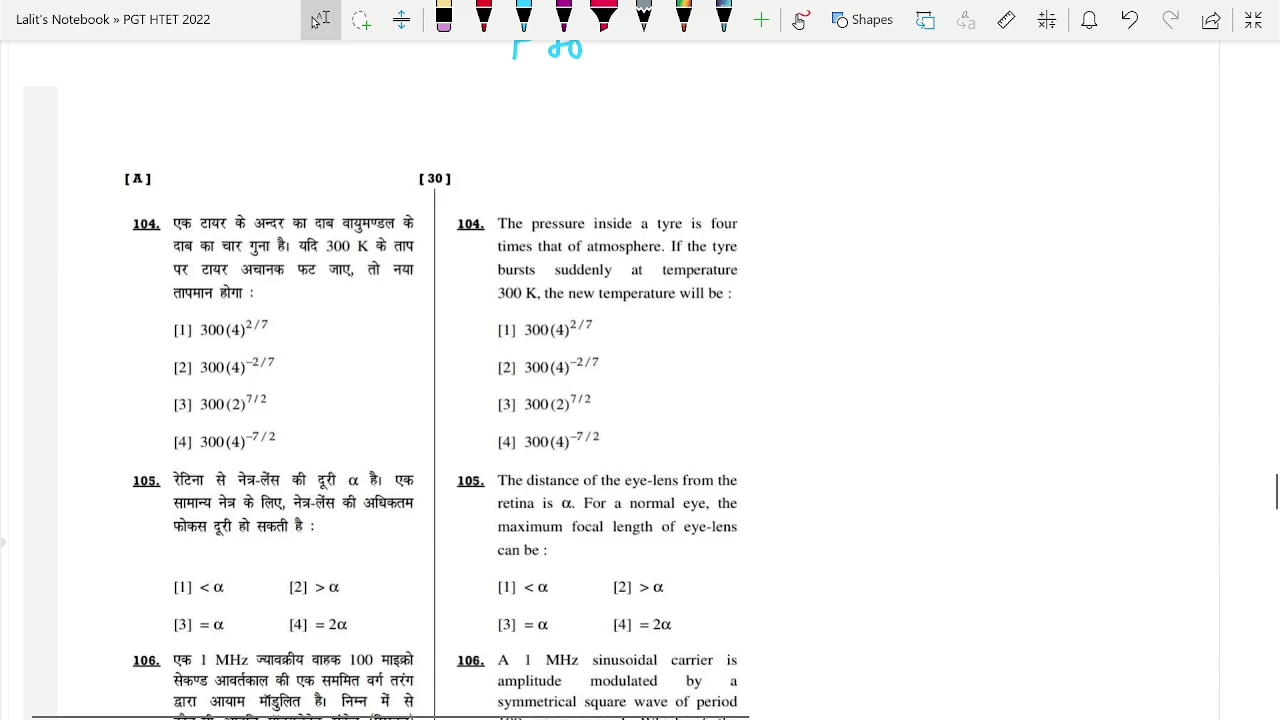 Lalit's Notebook » PGT HTET 2022
Shapes
[ A ]
[ 30 ]
104. एक टायर के अन्दर का दाब वायुमण्डल के
दाब का चार गुना है। यदि 300 K के ताप
पर टायर अचानक फट जाए, तो नया
तापमान होगा :
[1] 300(4)^2/7
[2] 300(4)^–2/7
[3] 300(2)^7/2
[4] 300(4)^–7/2
105. रेटिना से नेत्र-लेंस की दूरी α है। एक
सामान्य नेत्र के लिए, नेत्र-लेंस की अधिकतम
फोकस दूरी हो सकती है :
[1] < α [2] > α
[3] = α [4] = 2α
106. एक 1 MHz ज्यावक्रीय वाहक 100 माइक्रो
सेकण्ड आवर्तकाल की एक सममित वर्ग तरंग
द्वारा आयाम मॉडुलित है। निम्न में से
104. The pressure inside a tyre is four
times that of atmosphere. If the tyre
bursts suddenly at temperature
300 K, the new temperature will be :
[1] 300(4)^2/7
[2] 300(4)^–2/7
[3] 300(2)^7/2
[4] 300(4)^–7/2
105. The distance of the eye-lens from the
retina is α. For a normal eye, the
maximum focal length of eye-lens
can be :
[1] < α [2] > α
[3] = α [4] = 2α
106. A 1 MHz sinusoidal carrier is
amplitude modulated by a
symmetrical square wave of period